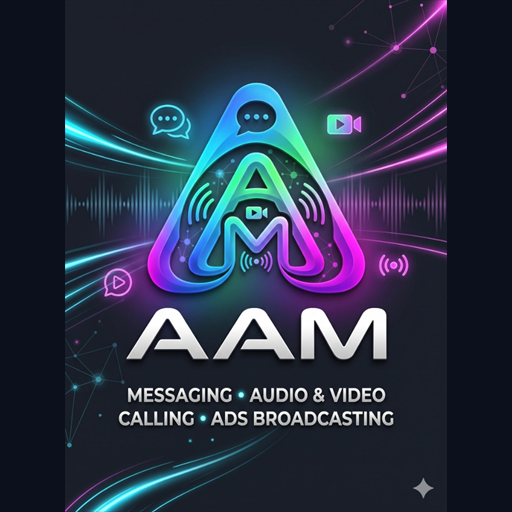 A
M
AAM
MESSAGING • AUDIO & VIDEO
CALLING • ADS BROADCASTING